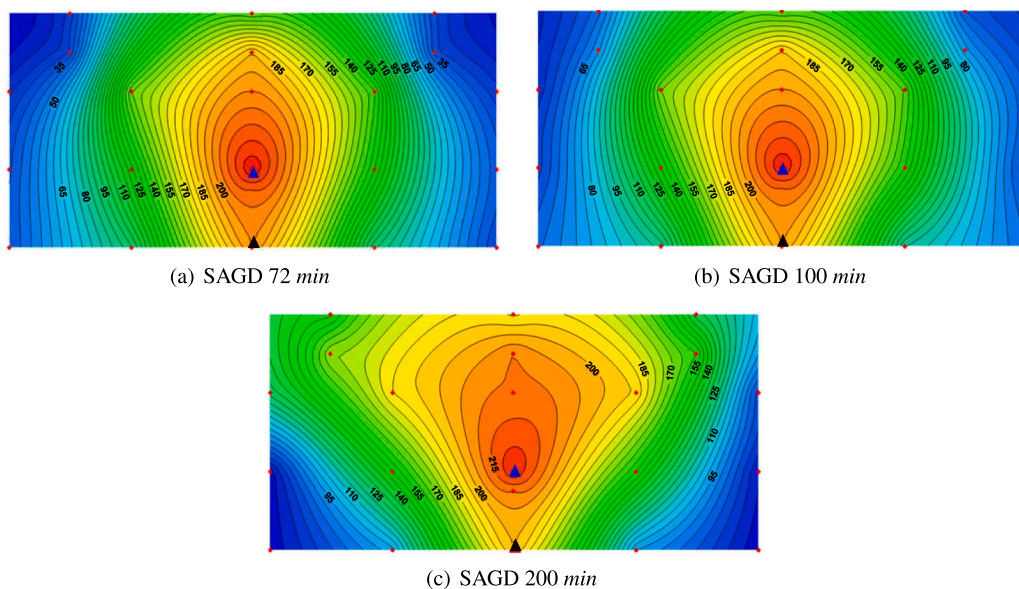 35 185 170 155 140 125 110 95 80 65 50
50
65 80 95 110 125 140 155 170 185 200
(a) SAGD 72 min
65 185 170 155 140 125 110 95 80
80 95 110 125 140 155 170 185 200
(b) SAGD 100 min
200 185 170 155 140 125 110 95
95 110 125 140 155 170 185 200 215
(c) SAGD 200 min